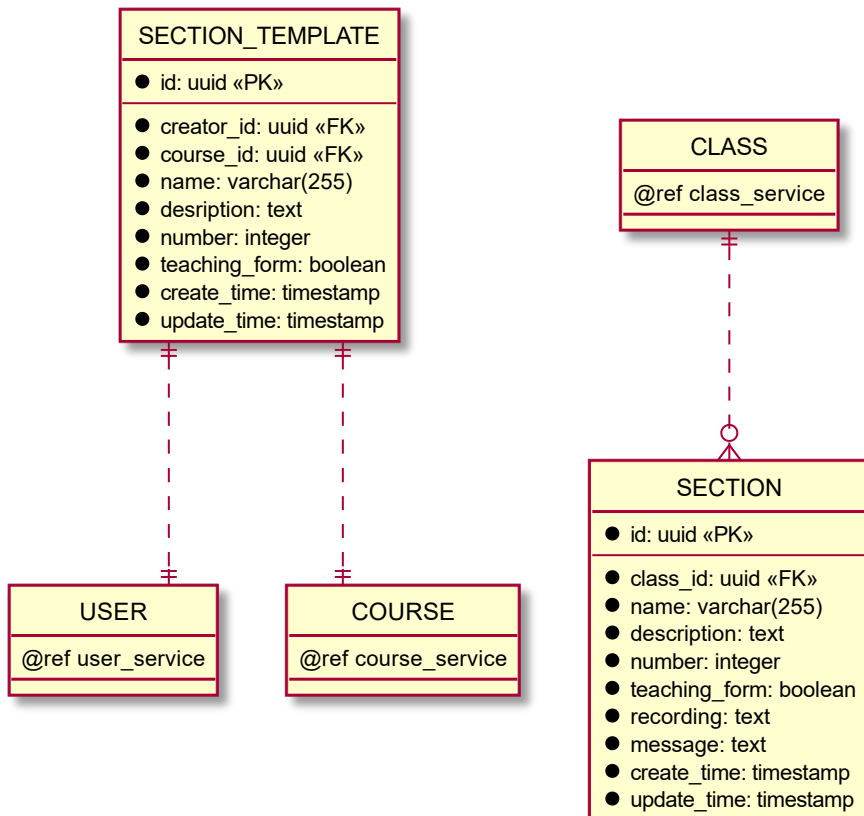 SECTION_TEMPLATE
● id: uuid «PK»
● creator_id: uuid «FK»
● course_id: uuid «FK»
● name: varchar(255)
● desription: text
● number: integer
● teaching_form: boolean
● create_time: timestamp
● update_time: timestamp
CLASS
@ref class_service
USER
@ref user_service
COURSE
@ref course_service
SECTION
● id: uuid «PK»
● class_id: uuid «FK»
● name: varchar(255)
● description: text
● number: integer
● teaching_form: boolean
● recording: text
● message: text
● create_time: timestamp
● update_time: timestamp